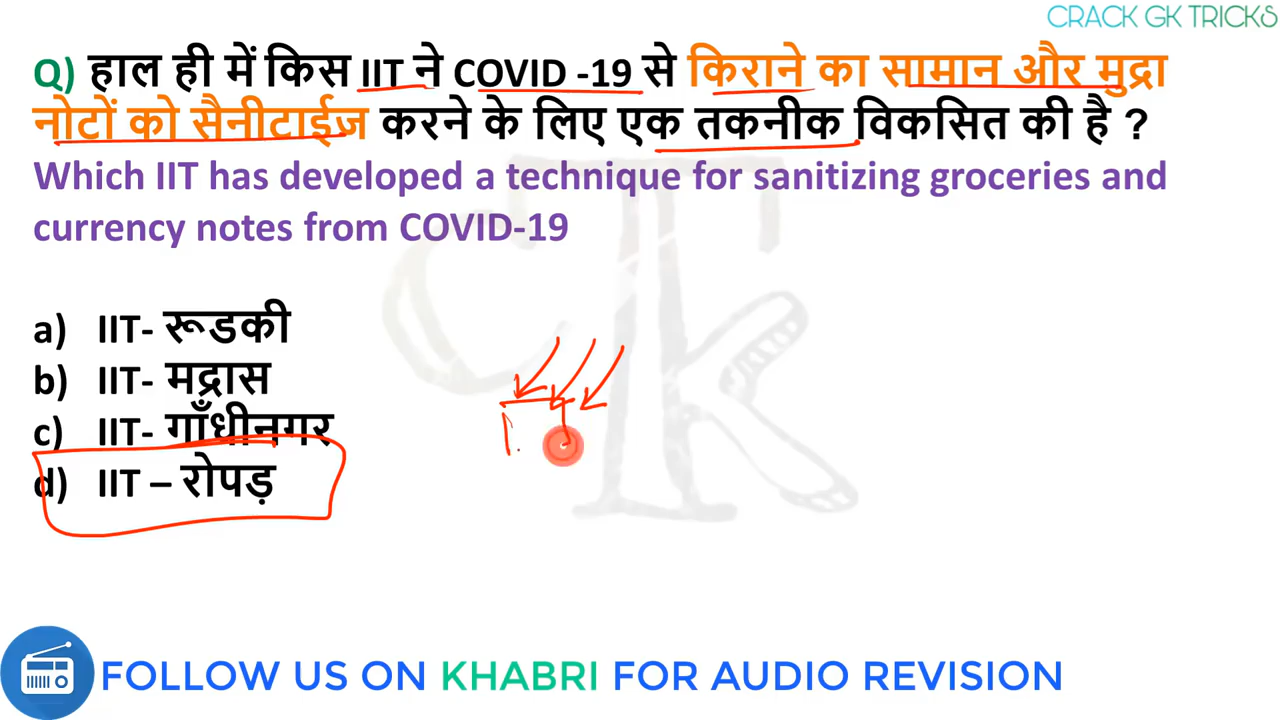 CRACK GK TRICKS
Q) हाल ही में किस IIT ने COVID -19 से किराने का सामान और मुद्रा
नोटों को सैनीटाईज करने के लिए एक तकनीक विकसित की है ?
Which IIT has developed a technique for sanitizing groceries and
currency notes from COVID-19
a) IIT- रूडकी
b) IIT- मद्रास
c) IIT- गाँधीनगर
d) IIT – रोपड़
FOLLOW US ON KHABRI FOR AUDIO REVISION